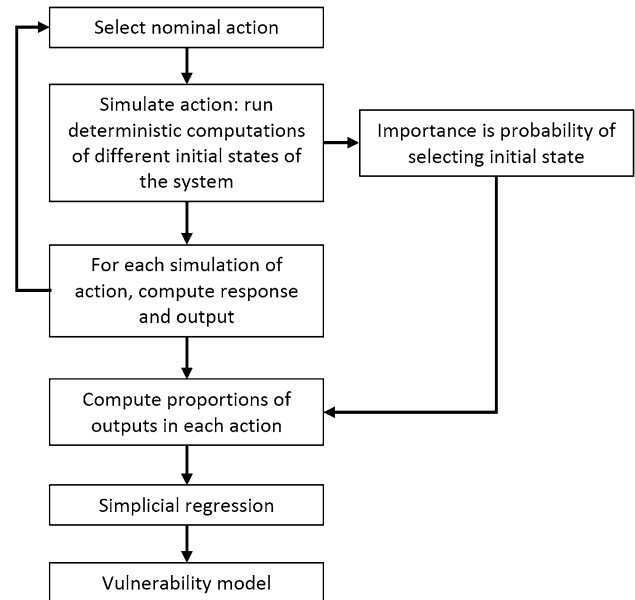 Select nominal action
Simulate action: run
deterministic computations
of different initial states of
the system
Importance is probability of
selecting initial state
For each simulation of
action, compute response
and output
Compute proportions of
outputs in each action
Simplicial regression
Vulnerability model